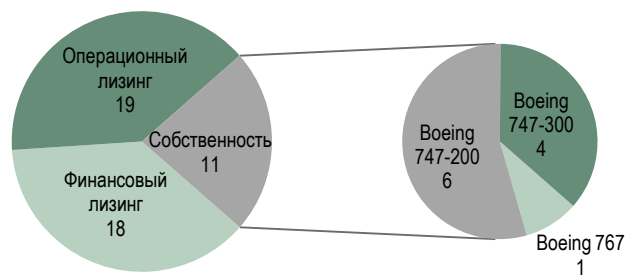 Операционный
лизинг
19
Собственность
11
Финансовый
лизинг
18
Boeing
747-300
4
Boeing
747-200
6
Boeing 767
1